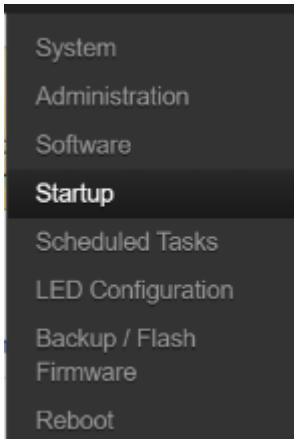 System
Administration
Software
Startup
Scheduled Tasks
LED Configuration
Backup / Flash
Firmware
Reboot